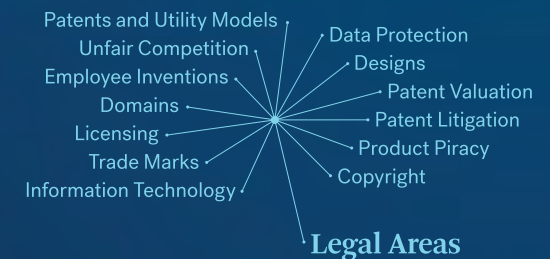 Patents and Utility Models
Unfair Competition
Employee Inventions
Domains
Licensing
Trade Marks
Information Technology
Data Protection
Designs
Patent Valuation
Patent Litigation
Product Piracy
Copyright
Legal Areas